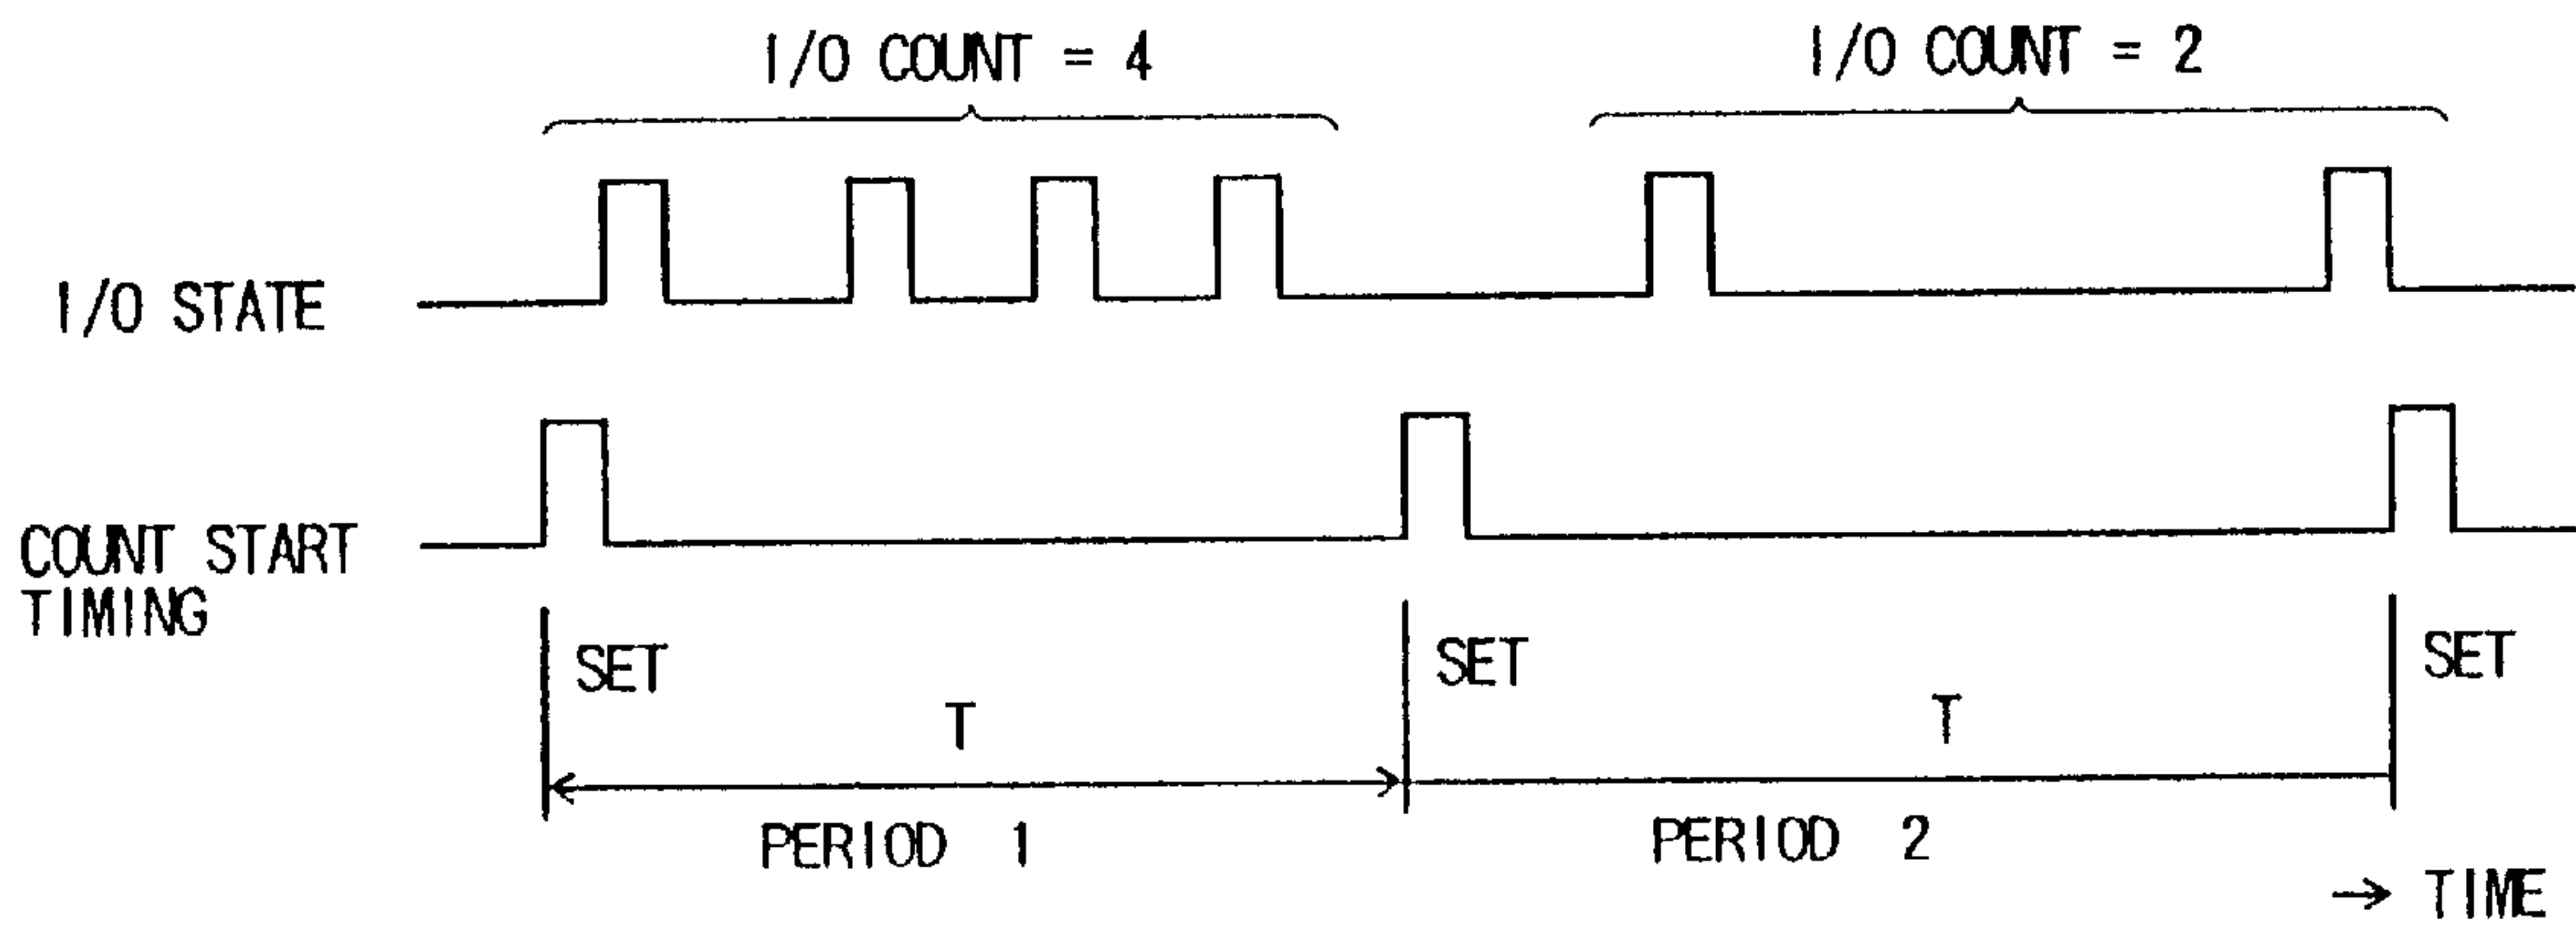 I/O COUNT = 4
I/O COUNT = 2
I/O STATE
COUNT START
TIMING
SET
SET
SET
T
T
PERIOD 1
PERIOD 2
→ TIME